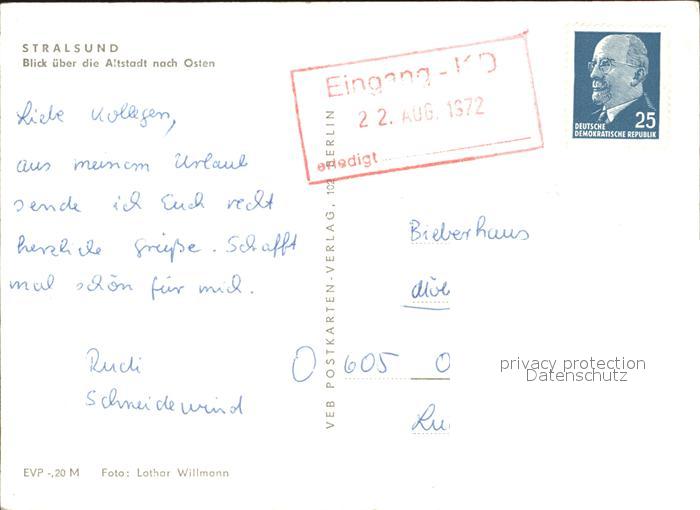 STRALSUND
Blick über die Altstadt nach Osten
Liebe Kollegen,
aus meinem Urlaub
sende ich Euch recht
herzliche Grüße. Schafft
mal schön für mich.
Rudi
Schneidewind
EVP -,20 M Foto: Lothar Willmann
VEB POSTKARTEN-VERLAG, 102 BERLIN
Eingang - KD
22. AUG. 1972
erledigt
25
DEUTSCHE
DEMOKRATISCHE REPUBLIK
Bieberhaus
605 O
privacy protection
Datenschutz